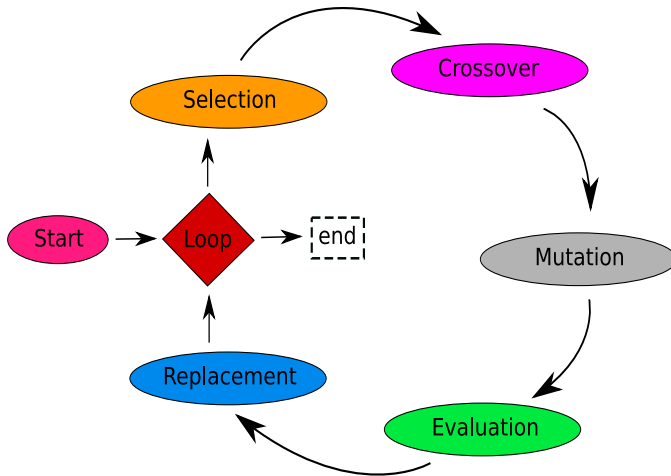 Crossover
Selection
Start
Loop
end
Mutation
Replacement
Evaluation